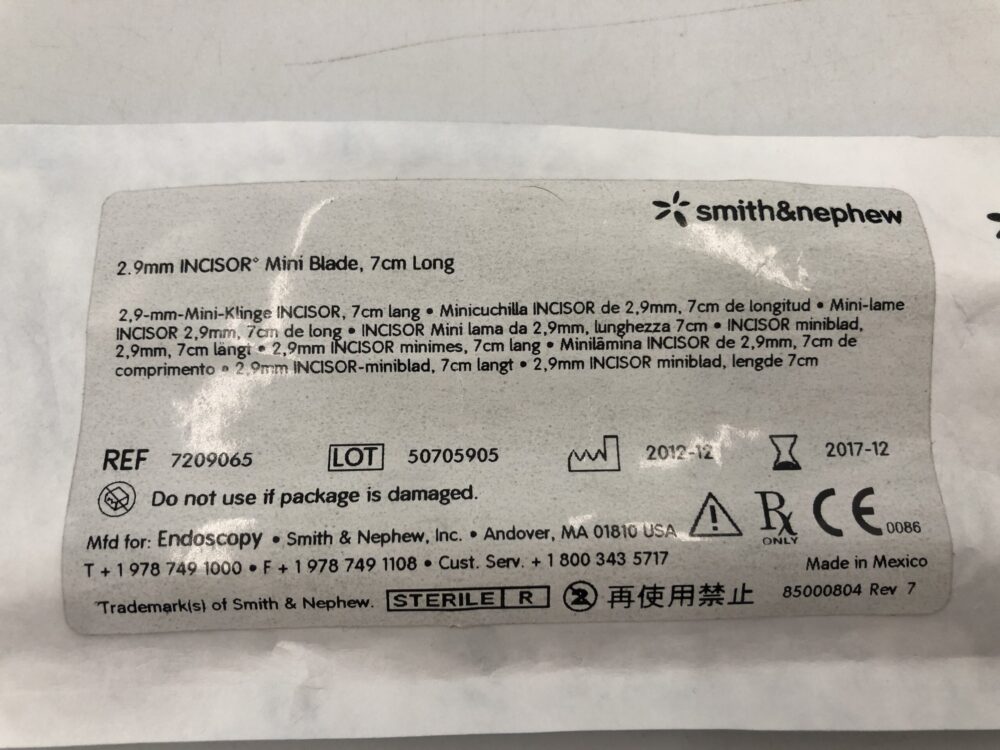 smith&nephew
2.9mm INCISOR° Mini Blade, 7cm Long
2,9-mm-Mini-Klinge INCISOR, 7cm lang • Minicuchilla INCISOR de 2,9mm, 7cm de longitud • Mini-lame
INCISOR 2,9mm, 7cm de long • INCISOR Mini lama da 2,9mm, lunghezza 7cm • INCISOR miniblad,
2,9mm, 7cm långt • 2,9mm INCISOR minimes, 7cm lang • Minilâmina INCISOR de 2,9mm, 7cm de
comprimento • 2,9mm INCISOR-miniblad, 7cm langt • 2,9mm INCISOR miniblad, lengde 7cm
REF 7209065 LOT 50705905 2012-12 2017-12
Do not use if package is damaged.
Rx ONLY CE 0086
Mfd for: Endoscopy • Smith & Nephew, Inc. • Andover, MA 01810 USA
T + 1 978 749 1000 • F + 1 978 749 1108 • Cust. Serv. + 1 800 343 5717
Made in Mexico
°Trademark(s) of Smith & Nephew. STERILE R 2 再使用禁止 85000804 Rev 7